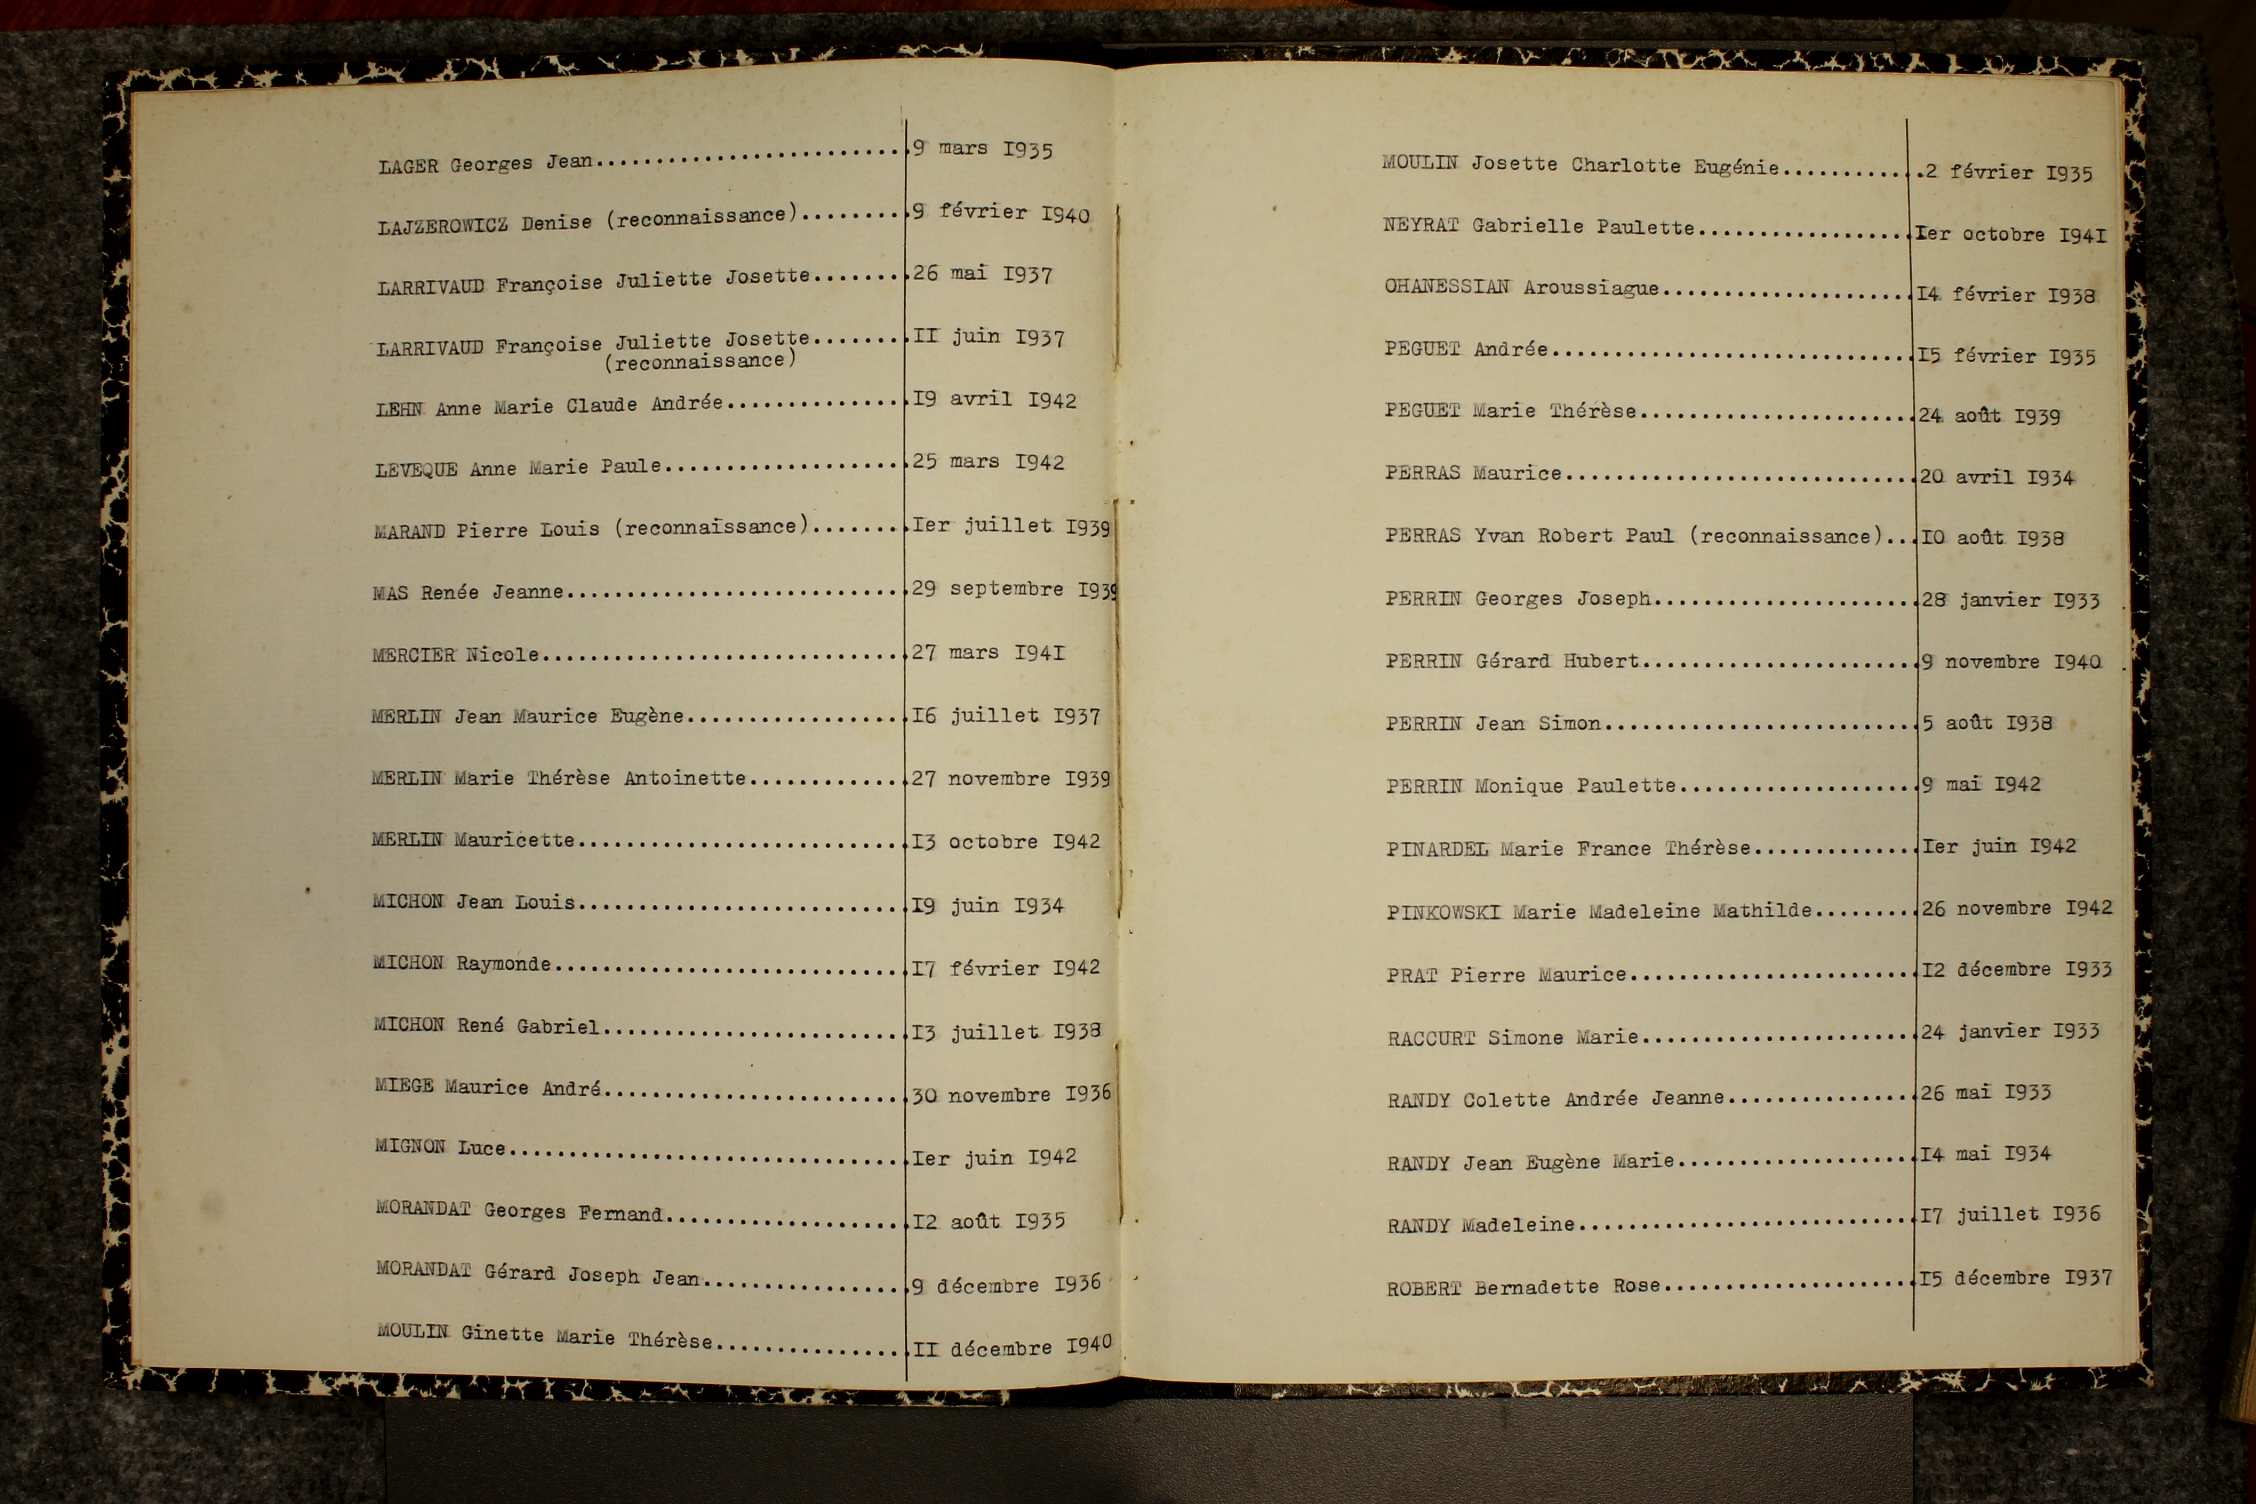 LAGER Georges Jean..........................9 mars I935
LAJZEROWICZ Denise (reconnaissance).........9 février I940
LARRIVAUD Françoise Juliette Josette........26 mai I937
LARRIVAUD Françoise Juliette Josette........II juin I937
(reconnaissance)
LEHN Anne Marie Claude Andrée...............I9 avril I942
LEVEQUE Anne Marie Paule....................25 mars I942
MARAND Pierre Louis (reconnaissance)........Ier juillet I939
MAS Renée Jeanne............................29 septembre I939
MERCIER Nicole..............................27 mars I94I
MERLIN Jean Maurice Eugène..................I6 juillet I937
MERLIN Marie Thérèse Antoinette.............27 novembre I939
MERLIN Mauricette...........................I3 octobre I942
MICHON Jean Louis...........................I9 juin I934
MICHON Raymonde.............................I7 février I942
MICHON René Gabriel.........................I3 juillet I938
MIEGE Maurice André.........................30 novembre I936
MIGNON Luce.................................Ier juin I942
MORANDAT Georges Fernand....................I2 août I935
MORANDAT Gérard Joseph Jean.................9 décembre I936
MOULIN Ginette Marie Thérèse................II décembre I940
MOULIN Josette Charlotte Eugénie............2 février I935
NEYRAT Gabrielle Paulette..................Ier octobre I94I
OHANESSIAN Aroussiague.....................I4 février I938
PEGUET Andrée..............................I5 février I935
PEGUET Marie Thérèse.......................24 août I939
PERRAS Maurice.............................20 avril I934
PERRAS Yvan Robert Paul (reconnaissance)...I0 août I938
PERRIN Georges Joseph......................28 janvier I933
PERRIN Gérard Hubert.......................9 novembre I940
PERRIN Jean Simon..........................5 août I938
PERRIN Monique Paulette....................9 mai I942
PINARDEL Marie France Thérèse..............Ier juin I942
PINKOWSKI Marie Madeleine Mathilde.........26 novembre I942
PRAT Pierre Maurice........................I2 décembre I933
RACCURT Simone Marie.......................24 janvier I933
RANDY Colette Andrée Jeanne................26 mai I933
RANDY Jean Eugène Marie....................I4 mai I934
RANDY Madeleine............................I7 juillet I936
ROBERT Bernadette Rose.....................I5 décembre I937